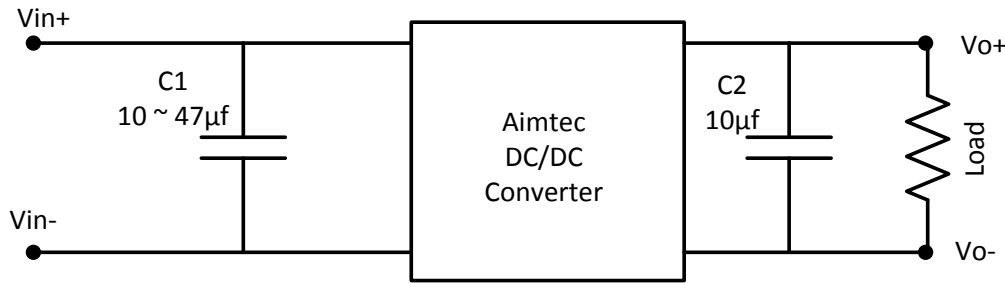 Vin+
C1
10 ~ 47µf
Vin-
Aimtec
DC/DC
Converter
C2
10µf
Load
Vo+
Vo-